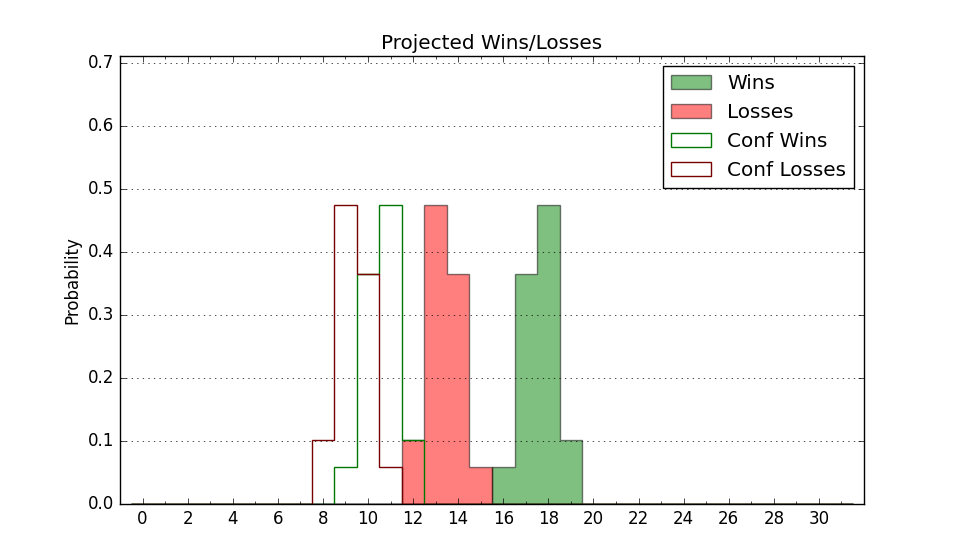 Projected Wins/Losses
0.7
0.6
0.5
0.4
0.3
0.2
0.1
0.0
Probability
Wins
Losses
Conf Wins
Conf Losses
0 2 4 6 8 10 12 14 16 18 20 22 24 26 28 30